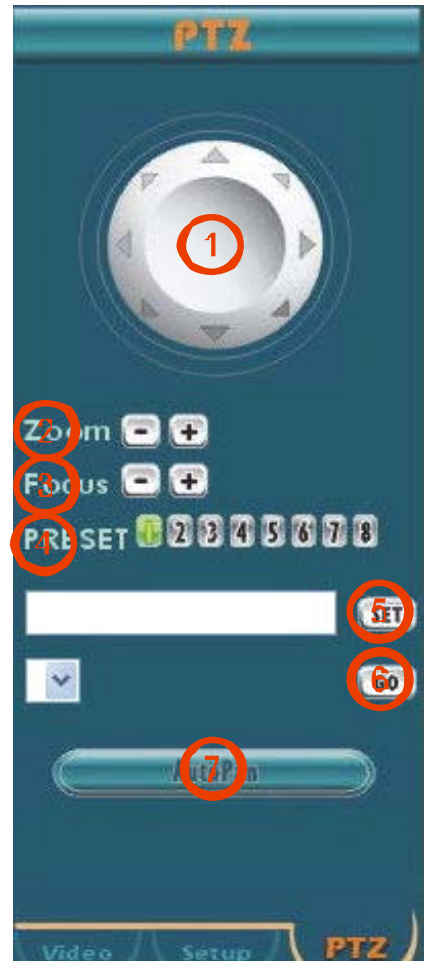 PTZ
1
2 Zoom - +
3 Focus - +
4 PRESET 1 2 3 4 5 6 7 8
5 SET
6 GO
7 AutoPan
Video Setup PTZ